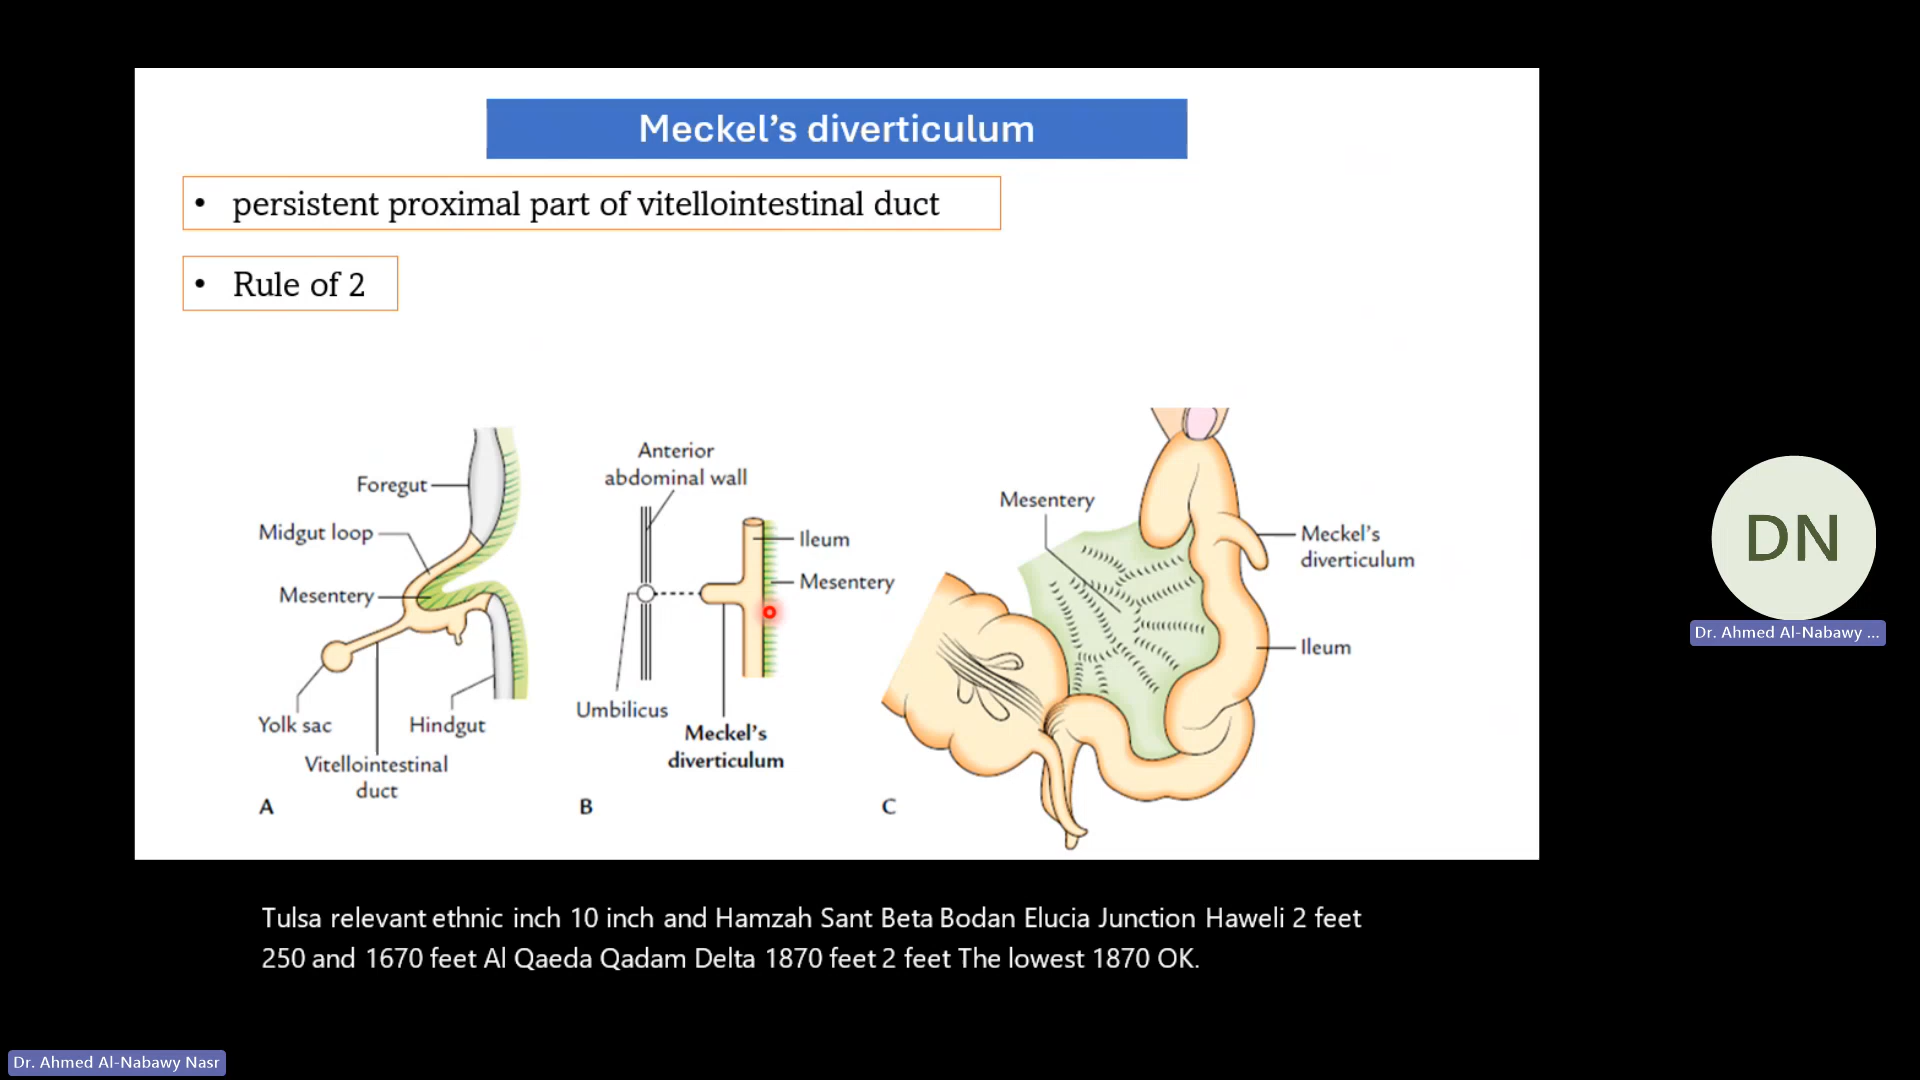 Meckel’s diverticulum
• persistent proximal part of vitellointestinal duct
• Rule of 2
Foregut
Midgut loop
Mesentery
Yolk sac
Hindgut
Vitellointestinal
duct
A
Anterior
abdominal wall
Ileum
Mesentery
Umbilicus
Meckel’s
diverticulum
B
Mesentery
Meckel’s
diverticulum
Ileum
C
DN
Dr. Ahmed Al-Nabawy ...
Tulsa relevant ethnic inch 10 inch and Hamzah Sant Beta Bodan Elucia Junction Haweli 2 feet
250 and 1670 feet Al Qaeda Qadam Delta 1870 feet 2 feet The lowest 1870 OK.
Dr. Ahmed Al-Nabawy Nasr